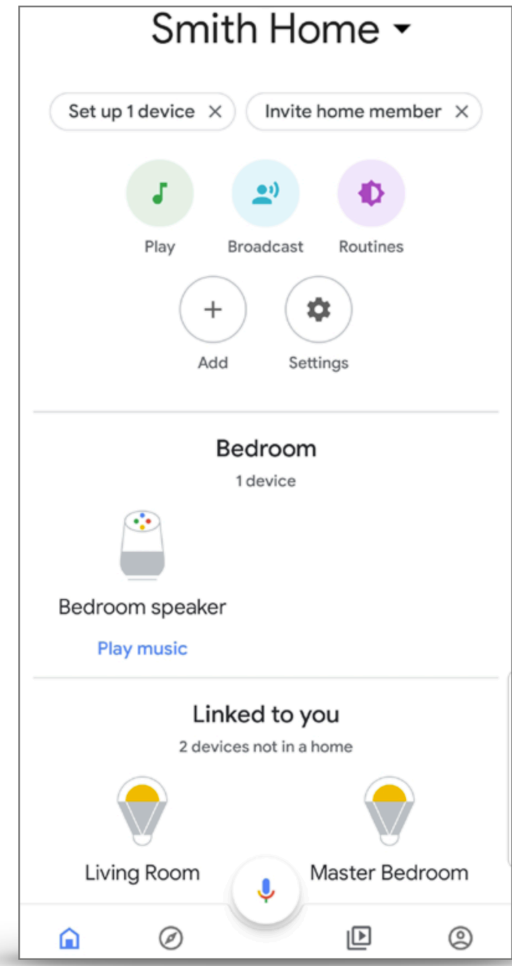 Smith Home
Set up 1 device
Invite home member
Play
Broadcast
Routines
Add
Settings
Bedroom
1 device
Bedroom speaker
Play music
Linked to you
2 devices not in a home
Living Room
Master Bedroom